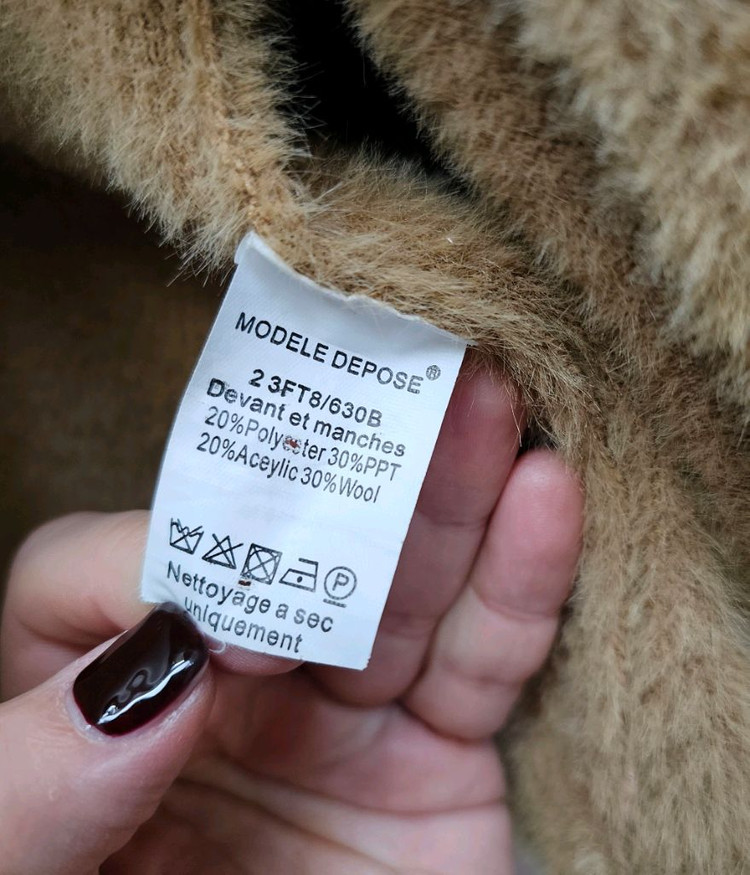 MODELE DEPOSE®
2 3FT8/630B
Devant et manches
20%Polyester 30%PPT
20%Aceylic 30%Wool
P
Nettoyage a sec
uniquement